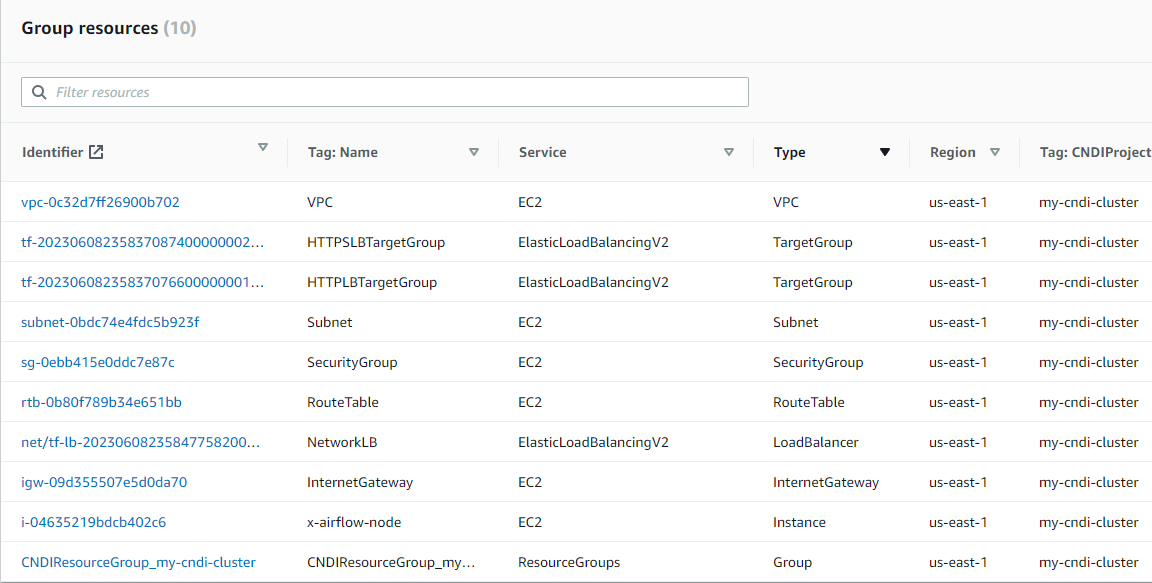 Group resources (10)
Filter resources
Identifier Tag: Name Service Type Region Tag: CNDIProject
vpc-0c32d7ff26900b702 VPC EC2 VPC us-east-1 my-cndi-cluster
tf-20230608235837087400000002... HTTPSLBTargetGroup ElasticLoadBalancingV2 TargetGroup us-east-1 my-cndi-cluster
tf-20230608235837076600000001... HTTPLBTargetGroup ElasticLoadBalancingV2 TargetGroup us-east-1 my-cndi-cluster
subnet-0bdc74e4fdc5b923f Subnet EC2 Subnet us-east-1 my-cndi-cluster
sg-0ebb415e0ddc7e87c SecurityGroup EC2 SecurityGroup us-east-1 my-cndi-cluster
rtb-0b80f789b34e651bb RouteTable EC2 RouteTable us-east-1 my-cndi-cluster
net/tf-lb-20230608235847758200... NetworkLB ElasticLoadBalancingV2 LoadBalancer us-east-1 my-cndi-cluster
igw-09d355507e5d0da70 InternetGateway EC2 InternetGateway us-east-1 my-cndi-cluster
i-04635219bdcb402c6 x-airflow-node EC2 Instance us-east-1 my-cndi-cluster
CNDIResourceGroup_my-cndi-cluster CNDIResourceGroup_my... ResourceGroups Group us-east-1 my-cndi-cluster